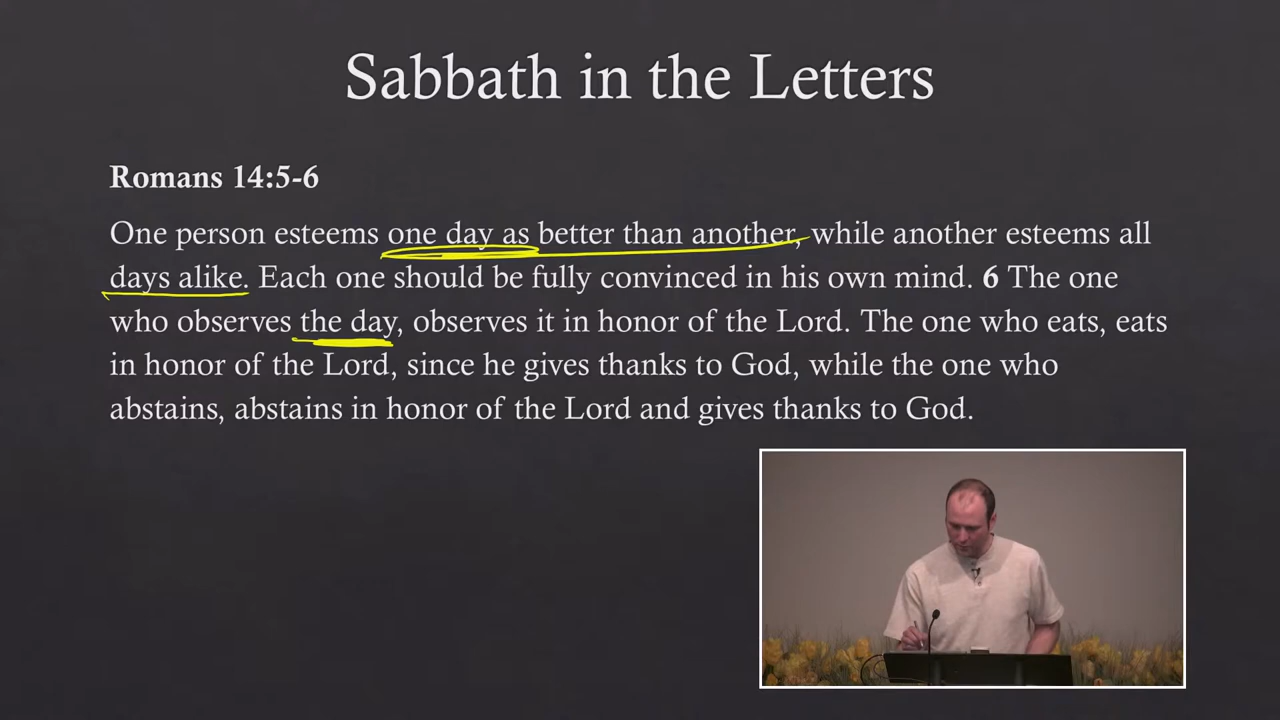 Sabbath in the Letters
Romans 14:5-6
One person esteems one day as better than another, while another esteems all
days alike. Each one should be fully convinced in his own mind. 6 The one
who observes the day, observes it in honor of the Lord. The one who eats, eats
in honor of the Lord, since he gives thanks to God, while the one who
abstains, abstains in honor of the Lord and gives thanks to God.